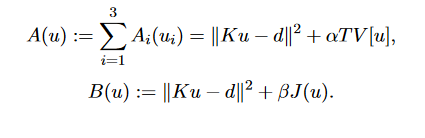 A(u) := \sum_{i=1}^{3} A_i(u_i) = \|Ku - d\|^2 + \alpha TV[u],
B(u) := \|Ku - d\|^2 + \beta J(u).